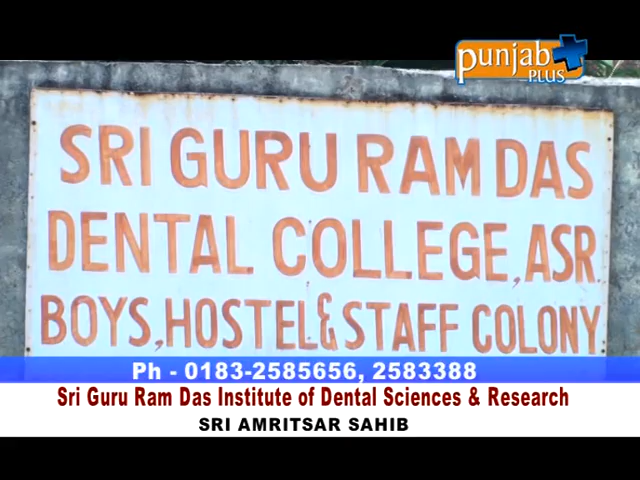 punjab
PLUS
SRI GURU RAM DAS
DENTAL COLLEGE, ASR.
BOYS, HOSTEL & STAFF COLONY
Ph - 0183-2585656, 2583388
Sri Guru Ram Das Institute of Dental Sciences & Research
SRI AMRITSAR SAHIB